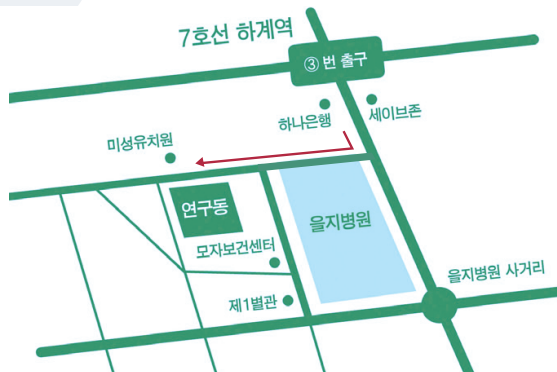 7호선 하계역
③ 번 출구
하나은행
세이브존
미성유치원
연구동
을지병원
모자보건센터
제1별관
을지병원 사거리